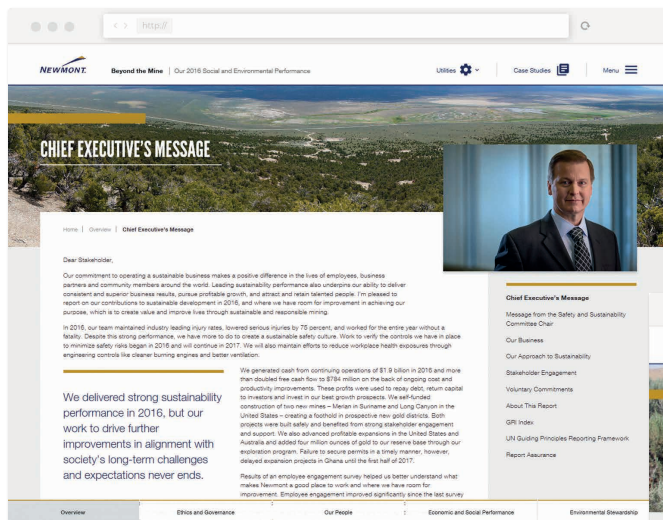 http://
NEWMONT.
Beyond the Mine | Our 2016 Social and Environmental Performance
Utilities
Case Studies
Menu
CHIEF EXECUTIVE'S MESSAGE
Home | Overview | Chief Executive's Message
Dear Stakeholder,
Our commitment to operating a sustainable business makes a positive difference in the lives of employees, business
partners and community members around the world. Leading sustainability performance also underpins our ability to deliver
consistent and superior business results, pursue profitable growth, and attract and retain talented people. I'm pleased to
report on our contributions to sustainable development in 2016, and where we have room for improvement in achieving our
purpose, which is to create value and improve lives through sustainable and responsible mining.
In 2016, our team maintained industry leading injury rates, lowered serious injuries by 75 percent, and worked for the entire year without a
fatality. Despite this strong performance, we have more to do to create a sustainable safety culture. Work to verify the controls we have in place
to minimize safety risks began in 2016 and will continue in 2017. We will also maintain efforts to reduce workplace health exposures through
engineering controls like cleaner burning engines and better ventilation.
We delivered strong sustainability
performance in 2016, but our
work to drive further
improvements in alignment with
society's long-term challenges
and expectations never ends.
We generated cash from continuing operations of $1.9 billion in 2016 and more
than doubled free cash flow to $784 million on the back of ongoing cost and
productivity improvements. These profits were used to repay debt, return capital
to investors and invest in our best growth prospects. We self-funded
construction of two new mines – Merian in Suriname and Long Canyon in the
United States – creating a foothold in prospective new gold districts. Both
projects were built safely and benefited from strong stakeholder engagement
and support. We also advanced profitable expansions in the United States and
Australia and added four million ounces of gold to our reserve base through our
exploration program. Failure to secure permits in a timely manner, however,
delayed expansion projects in Ghana until the first half of 2017.
Results of an employee engagement survey helped us better understand what
makes Newmont a good place to work and where we have room for
improvement. Employee engagement improved significantly since the last survey
Chief Executive's Message
Message from the Safety and Sustainability
Committee Chair
Our Business
Our Approach to Sustainability
Stakeholder Engagement
Voluntary Commitments
About This Report
GRI Index
UN Guiding Principles Reporting Framework
Report Assurance
Overview
Ethics and Governance
Our People
Economic and Social Performance
Environmental Stewardship